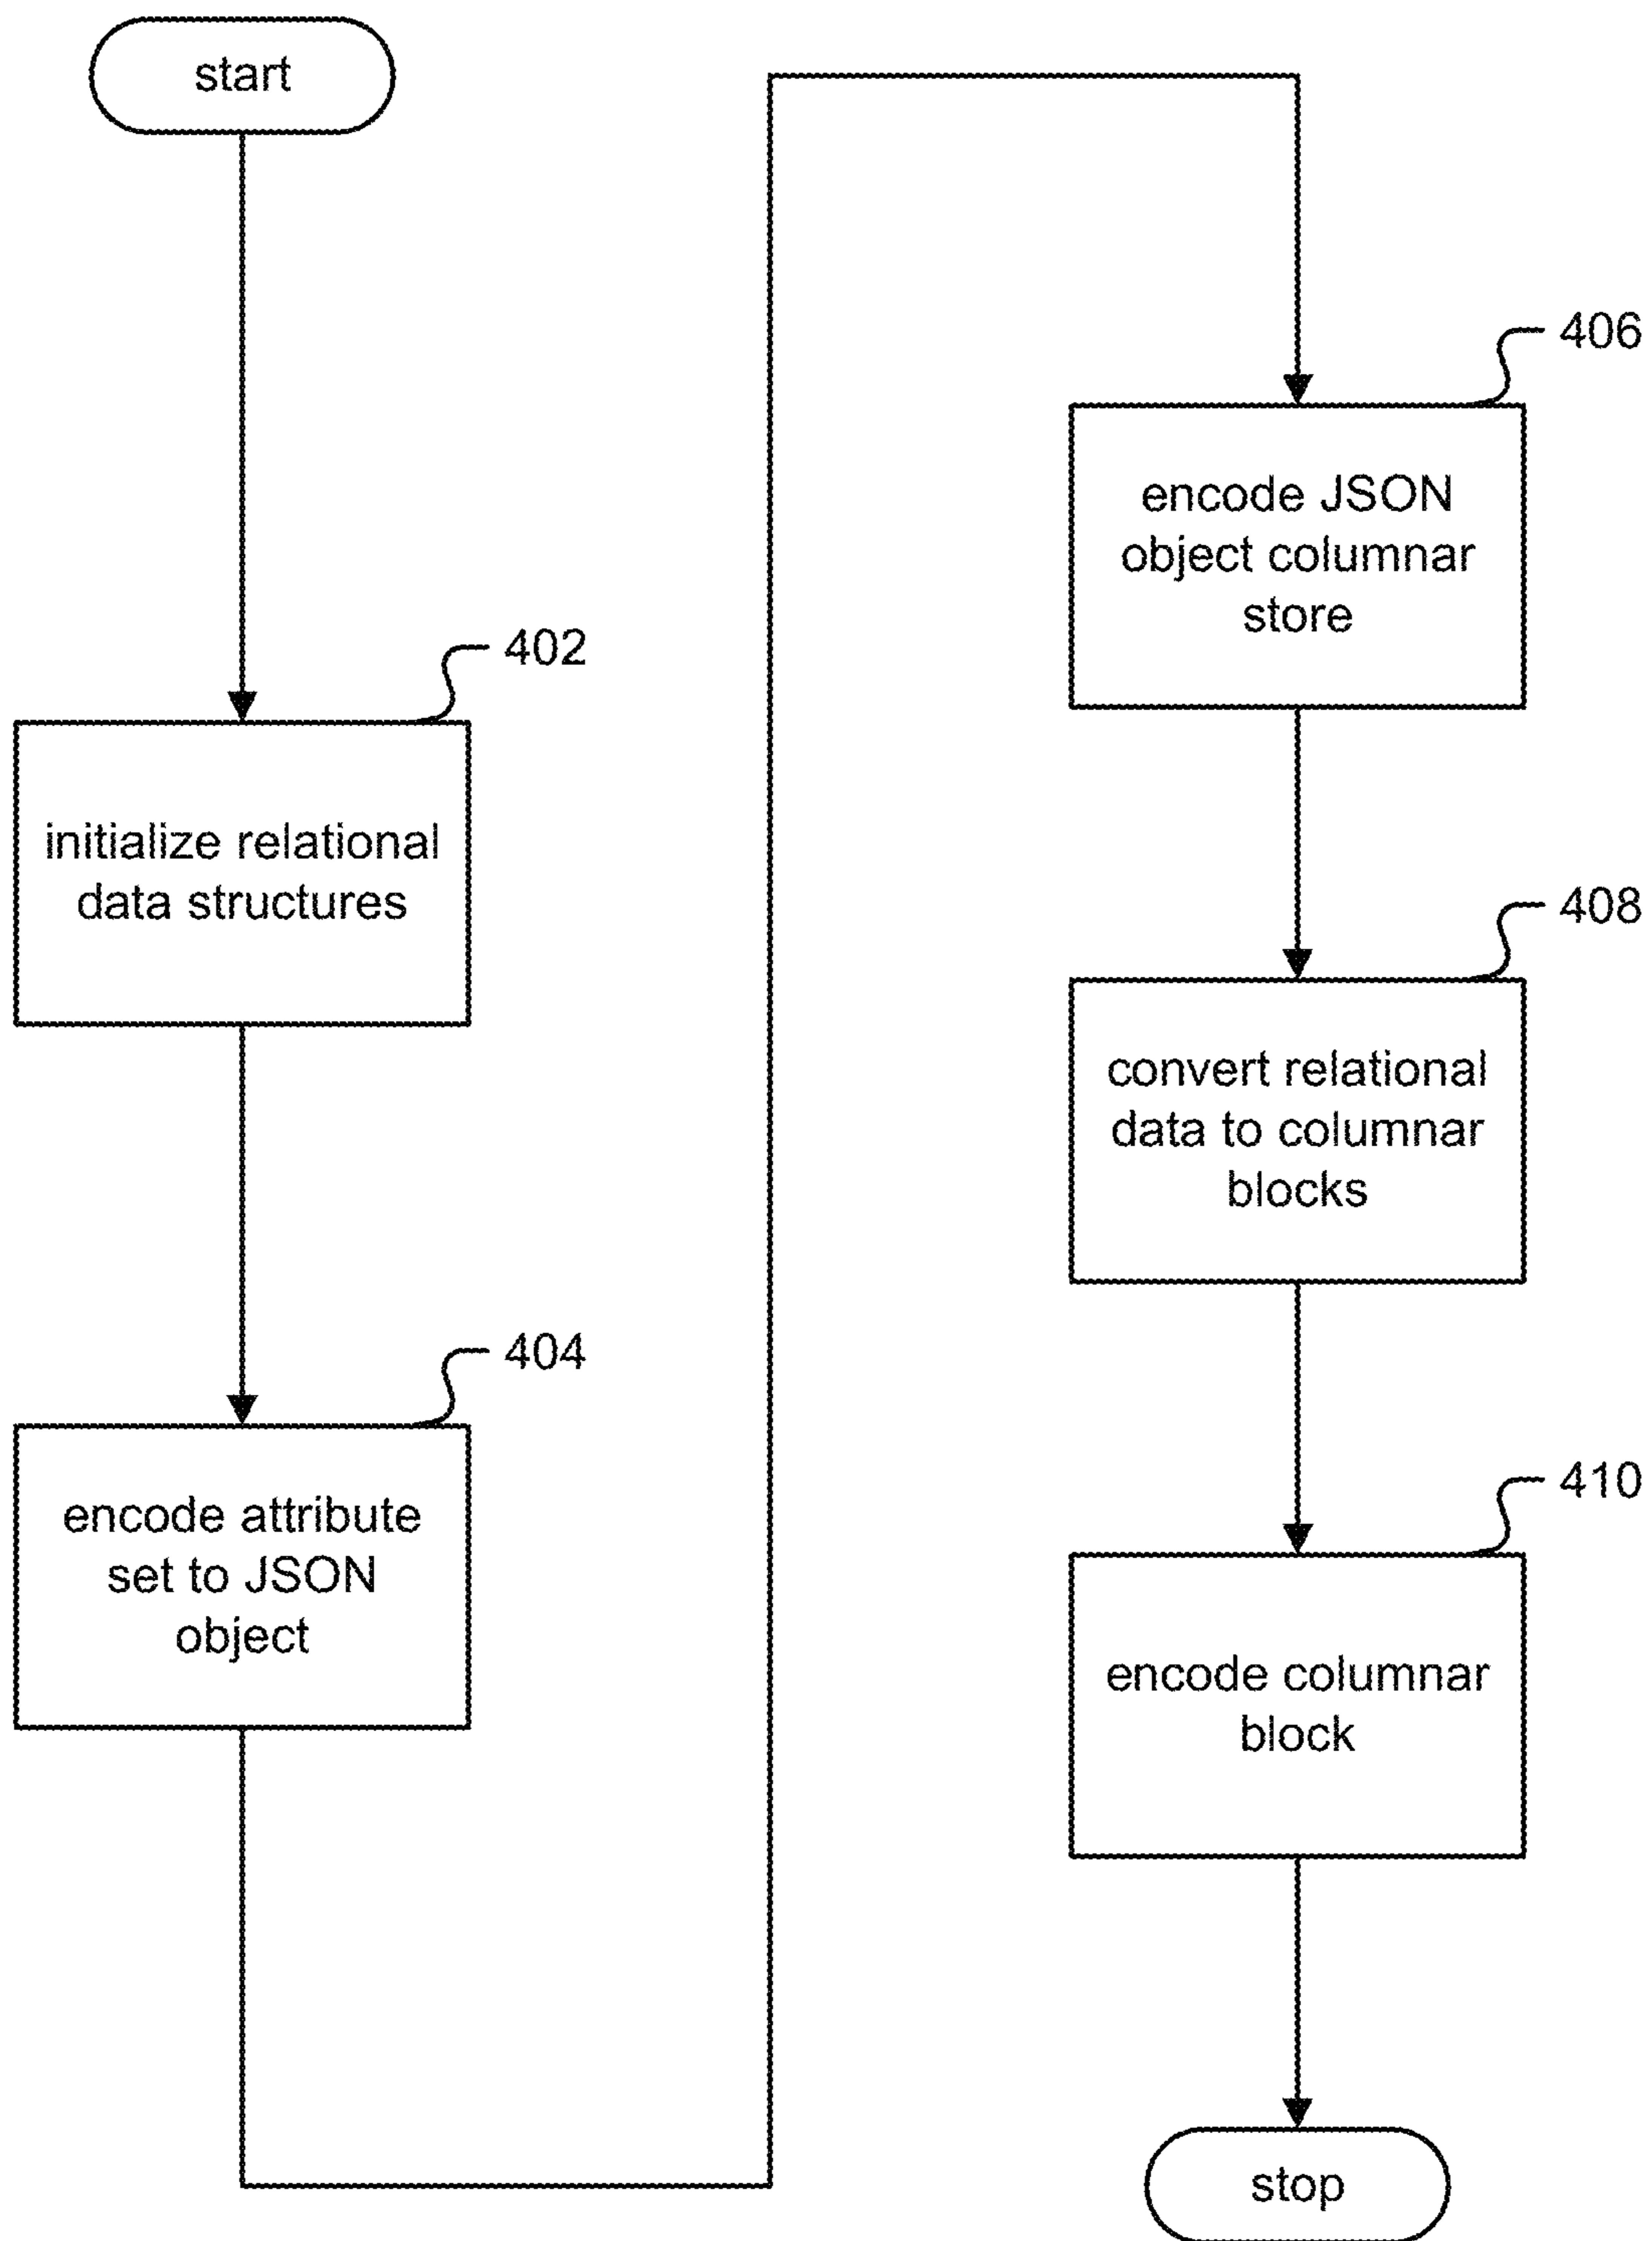 start
402
initialize relational
data structures
404
encode attribute
set to JSON
object
406
encode JSON
object columnar
store
408
convert relational
data to columnar
blocks
410
encode columnar
block
stop